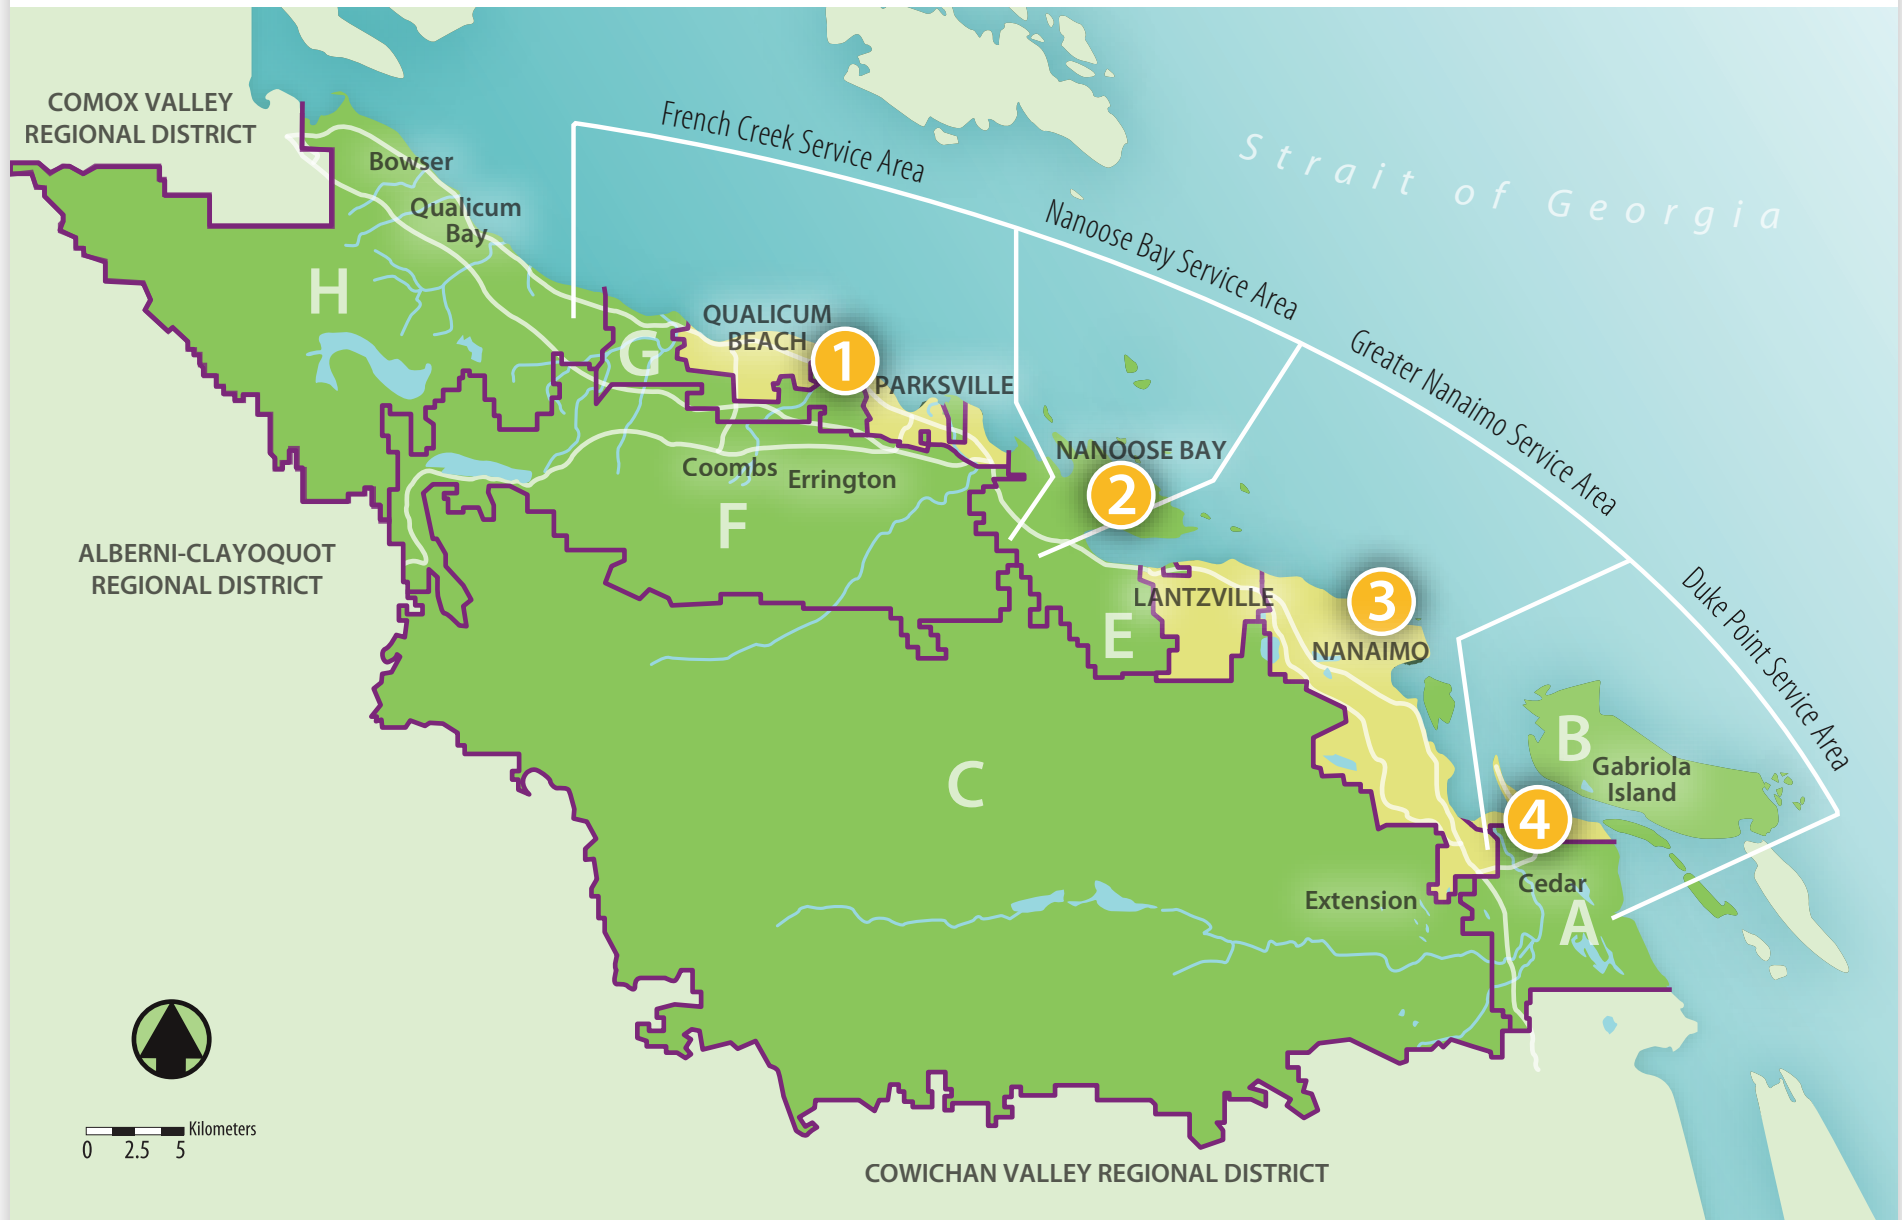 COMOX VALLEY
REGIONAL DISTRICT
French Creek Service Area
Strait of Georgia
Bowser
Qualicum
Bay
Nanoose Bay Service Area
H
QUALICUM
BEACH
1
G
PARKSVILLE
Greater Nanaimo Service Area
NANOOSE BAY
2
Coombs
Errington
F
ALBERNI-CLAYOQUOT
REGIONAL DISTRICT
LANTZVILLE
3
E
NANAIMO
Duke Point Service Area
B
Gabriola
Island
C
4
Cedar
Extension
A
Kilometers
0 2.5 5
COWICHAN VALLEY REGIONAL DISTRICT